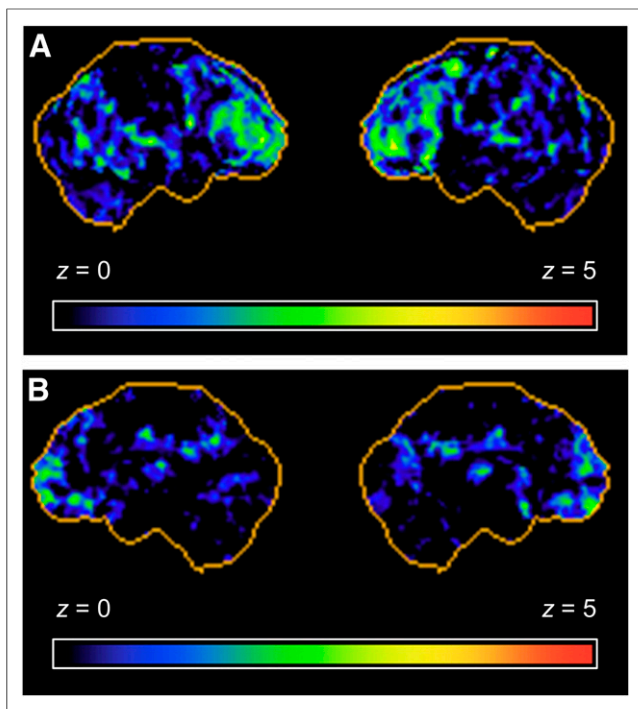 A
z = 0 z = 5
B
z = 0 z = 5